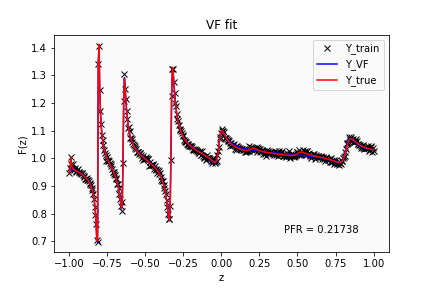 VF fit
Y_train
Y_VF
Y_true
1.4
1.3
1.2
1.1
1.0
0.9
0.8
0.7
F(z)
PFR = 0.21738
−1.00 −0.75 −0.50 −0.25 0.00 0.25 0.50 0.75 1.00
z